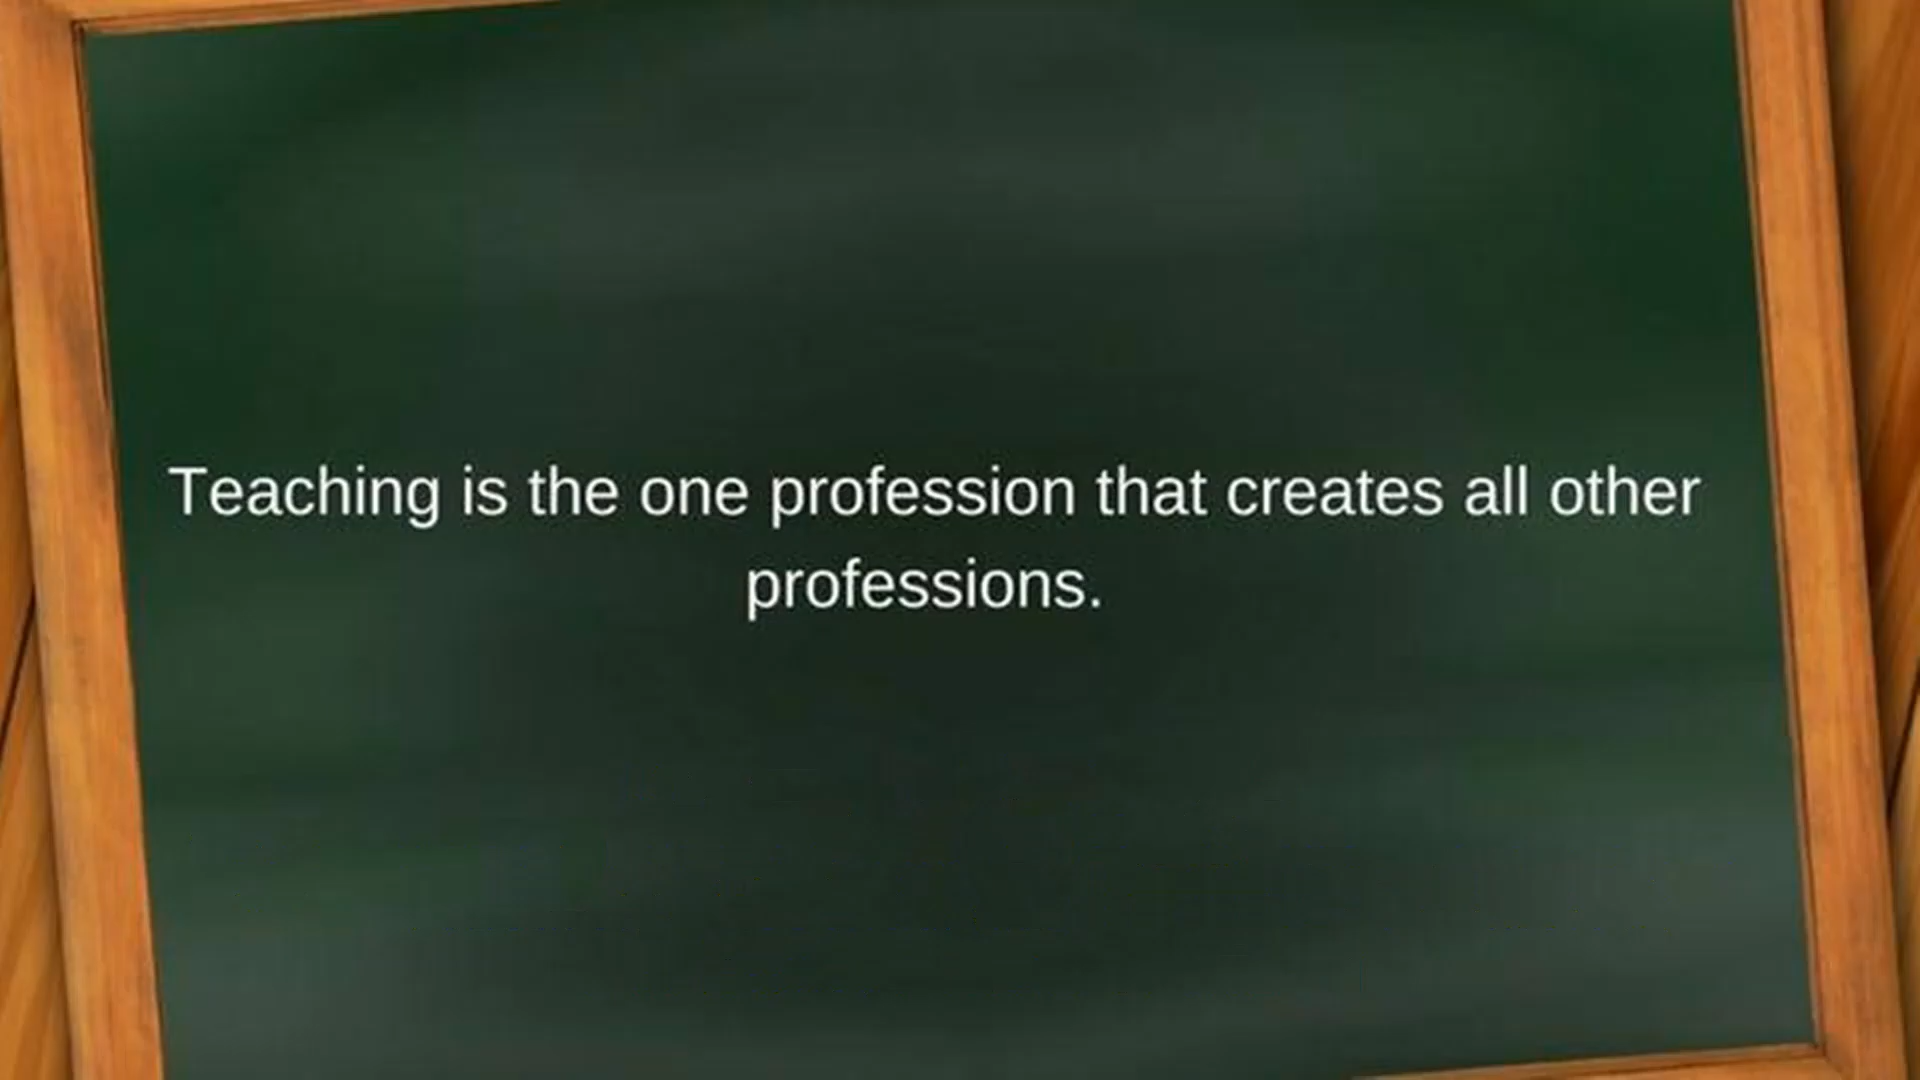 Teaching is the one profession that creates all other
professions.